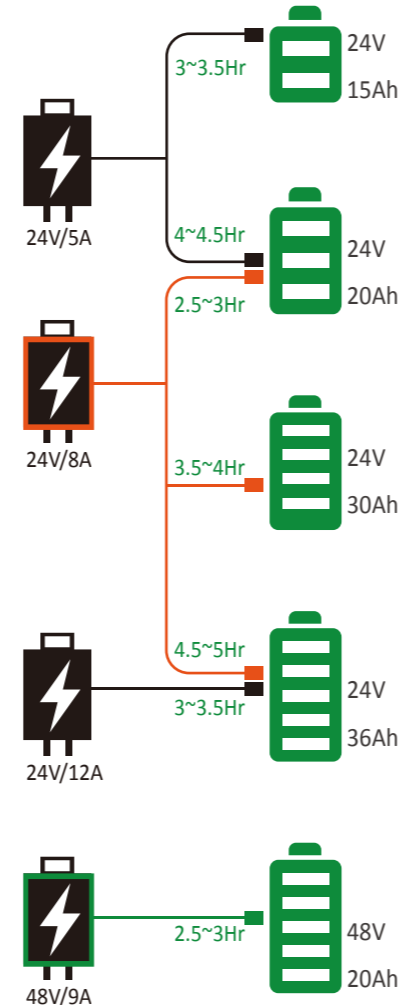 24V
3~3.5Hr
15Ah
24V/5A
4~4.5Hr
24V
20Ah
2.5~3Hr
24V/8A
3.5~4Hr
24V
30Ah
4.5~5Hr
24V
3~3.5Hr
36Ah
24V/12A
2.5~3Hr
48V
20Ah
48V/9A